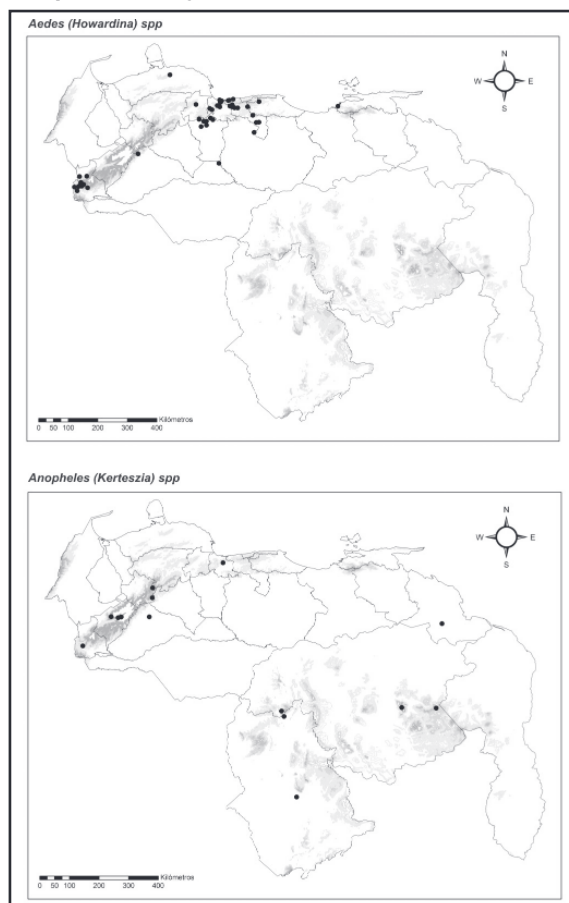 Aedes (Howardina) spp
N
W E
S
Kilómetros
0 50 100 200 300 400
Anopheles (Kerteszia) spp
N
W E
S
Kilómetros
0 50 100 200 300 400